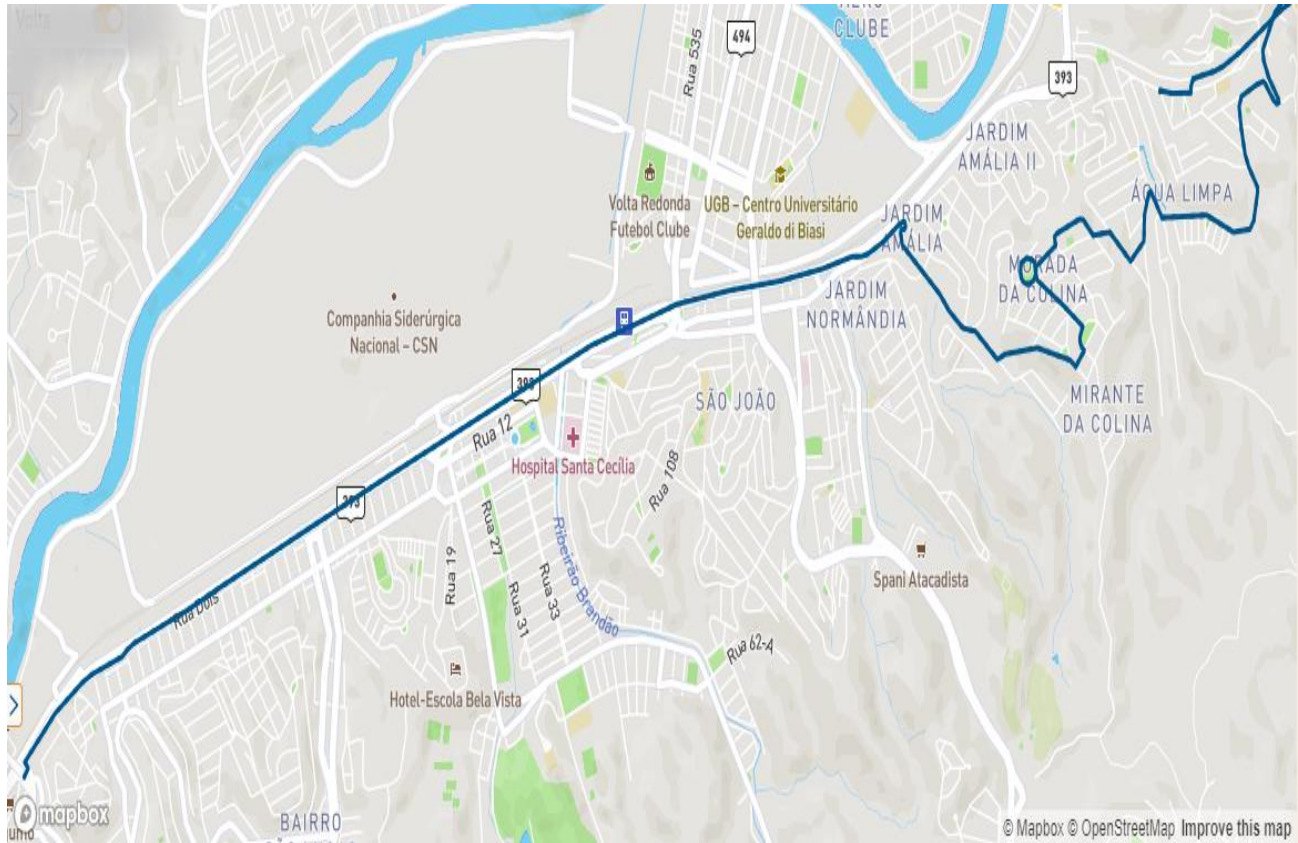 Volta
CLUBE
494
Rua 535
393
JARDIM
AMÁLIA II
Volta Redonda
Futebol Clube
UGB – Centro Universitário
Geraldo di Biasi
ÁGUA LIMPA
JARDIM
AMÁLIA
MORADA
DA COLINA
JARDIM
NORMÂNDIA
Companhia Siderúrgica
Nacional – CSN
393
SÃO JOÃO
MIRANTE
DA COLINA
Rua 12
Hospital Santa Cecília
Rua 108
393
Rua 27
Rua 19
Rua 31
Rua 33
Ribeirão Brandão
Spani Atacadista
Rua Dois
Rua 62-A
Hotel-Escola Bela Vista
mapbox
BAIRRO
© Mapbox © OpenStreetMap Improve this map